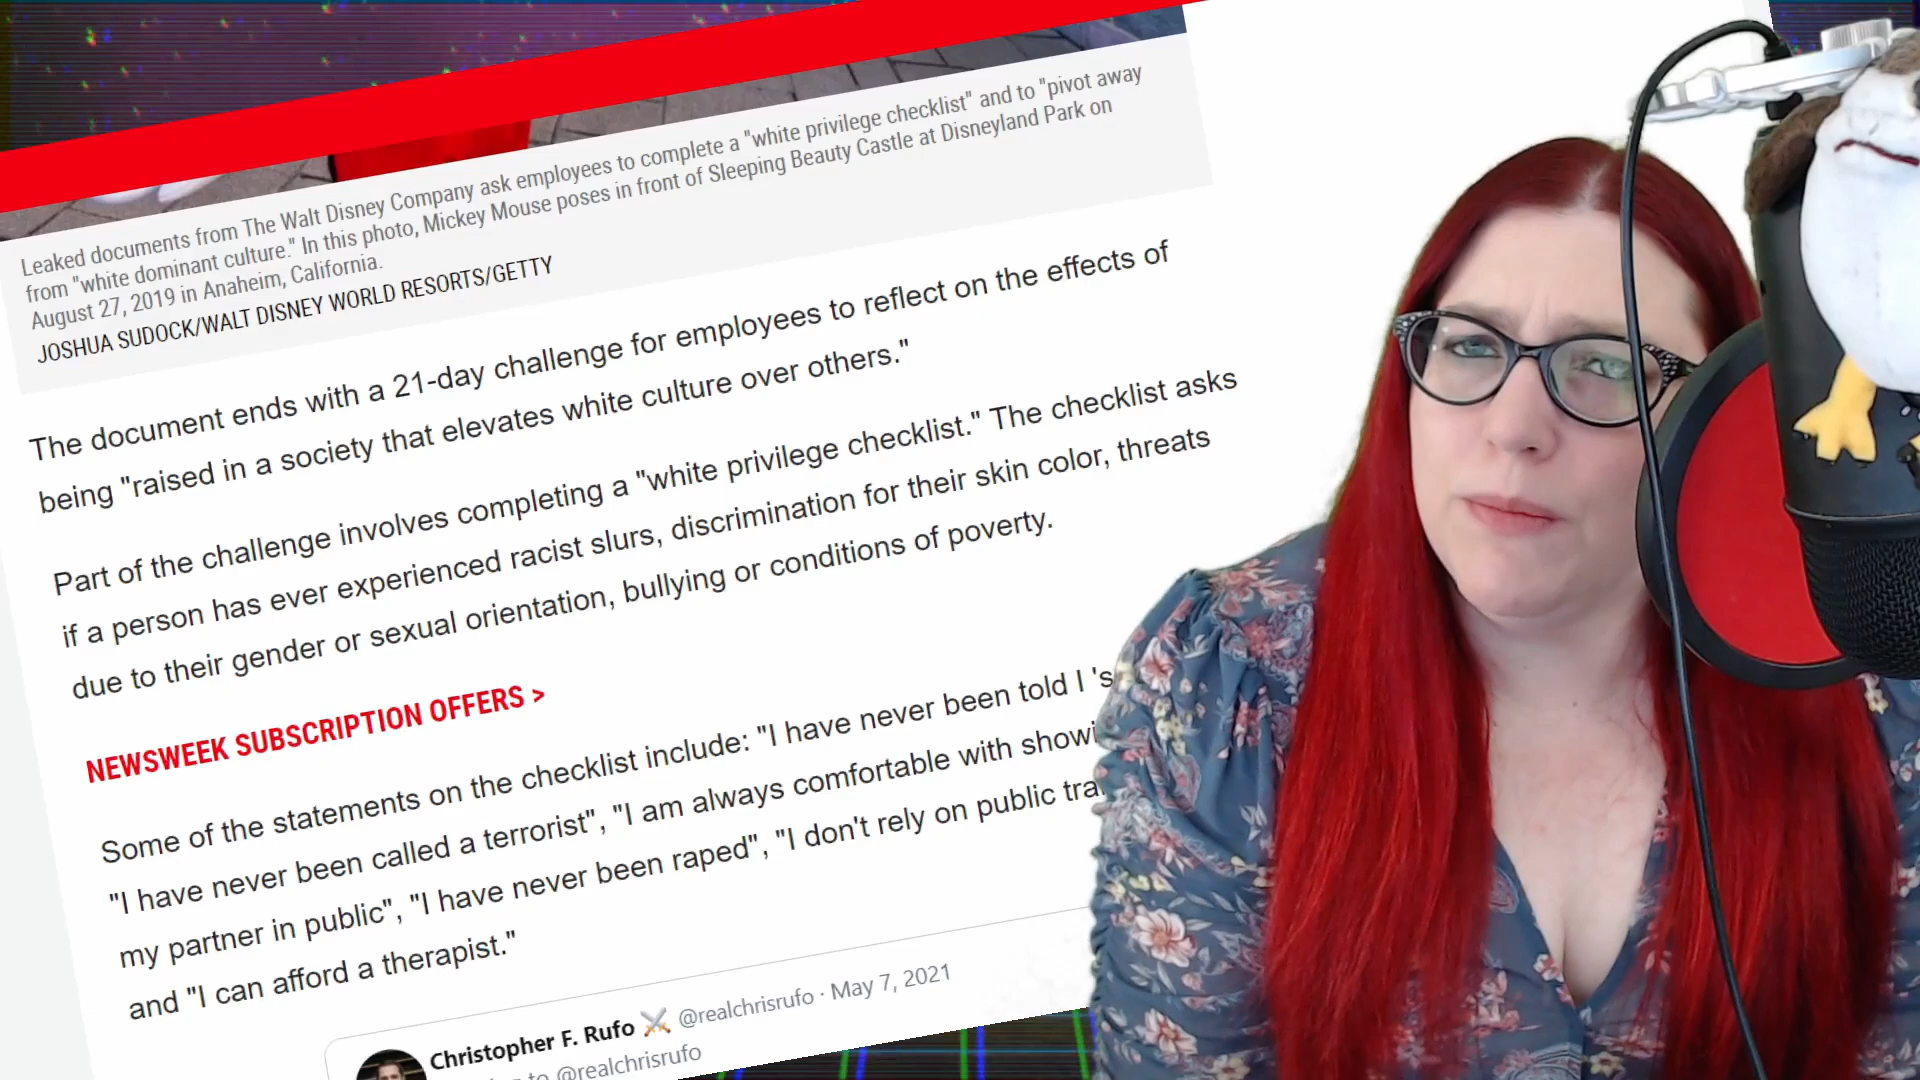 Leaked documents from The Walt Disney Company ask employees to complete a "white privilege checklist" and to "pivot away
from "white dominant culture." In this photo, Mickey Mouse poses in front of Sleeping Beauty Castle at Disneyland Park on
August 27, 2019 in Anaheim, California.
JOSHUA SUDOCK/WALT DISNEY WORLD RESORTS/GETTY
The document ends with a 21-day challenge for employees to reflect on the effects of
being "raised in a society that elevates white culture over others."
Part of the challenge involves completing a "white privilege checklist." The checklist asks
if a person has ever experienced racist slurs, discrimination for their skin color, threats
due to their gender or sexual orientation, bullying or conditions of poverty.
NEWSWEEK SUBSCRIPTION OFFERS >
Some of the statements on the checklist include: "I have never been told I 's
"I have never been called a terrorist", "I am always comfortable with showi
my partner in public", "I have never been raped", "I don't rely on public tra
and "I can afford a therapist."
Christopher F. Rufo ⚔ @realchrisrufo · May 7, 2021
to @realchrisrufo